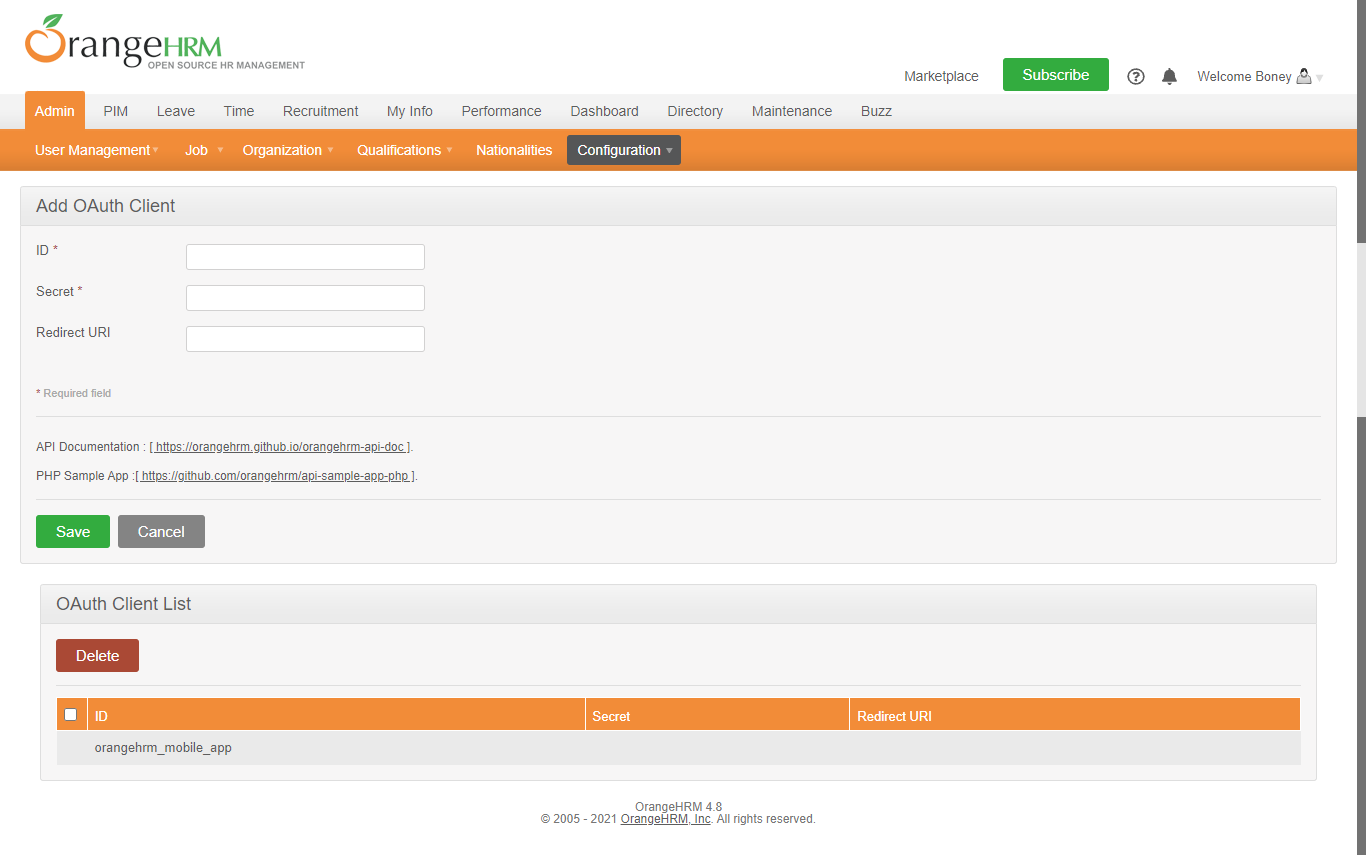 OrangeHRM
OPEN SOURCE HR MANAGEMENT
Marketplace Subscribe ? Welcome Boney
Admin PIM Leave Time Recruitment My Info Performance Dashboard Directory Maintenance Buzz
User Management Job Organization Qualifications Nationalities Configuration
Add OAuth Client
ID *
Secret *
Redirect URI
* Required field
API Documentation : [ https://orangehrm.github.io/orangehrm-api-doc ].
PHP Sample App :[ https://github.com/orangehrm/api-sample-app-php ].
Save Cancel
OAuth Client List
Delete
ID Secret Redirect URI
orangehrm_mobile_app
OrangeHRM 4.8
© 2005 - 2021 OrangeHRM, Inc. All rights reserved.